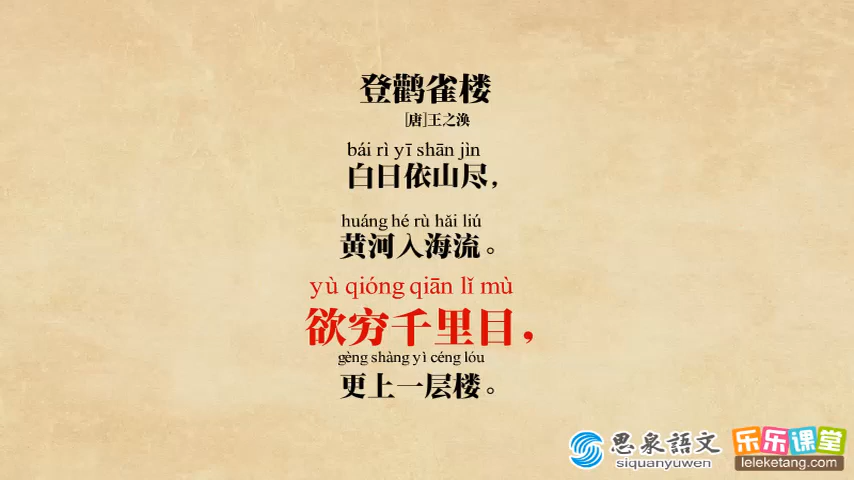 登鹳雀楼
[唐]王之涣
bái rì yī shān jìn
白日依山尽，
huáng hé rù hǎi liú
黄河入海流。
yù qióng qiān lǐ mù
欲穷千里目，
gèng shàng yì céng lóu
更上一层楼。
思泉語文
siquanyuwen
乐乐课堂
leleketang.com